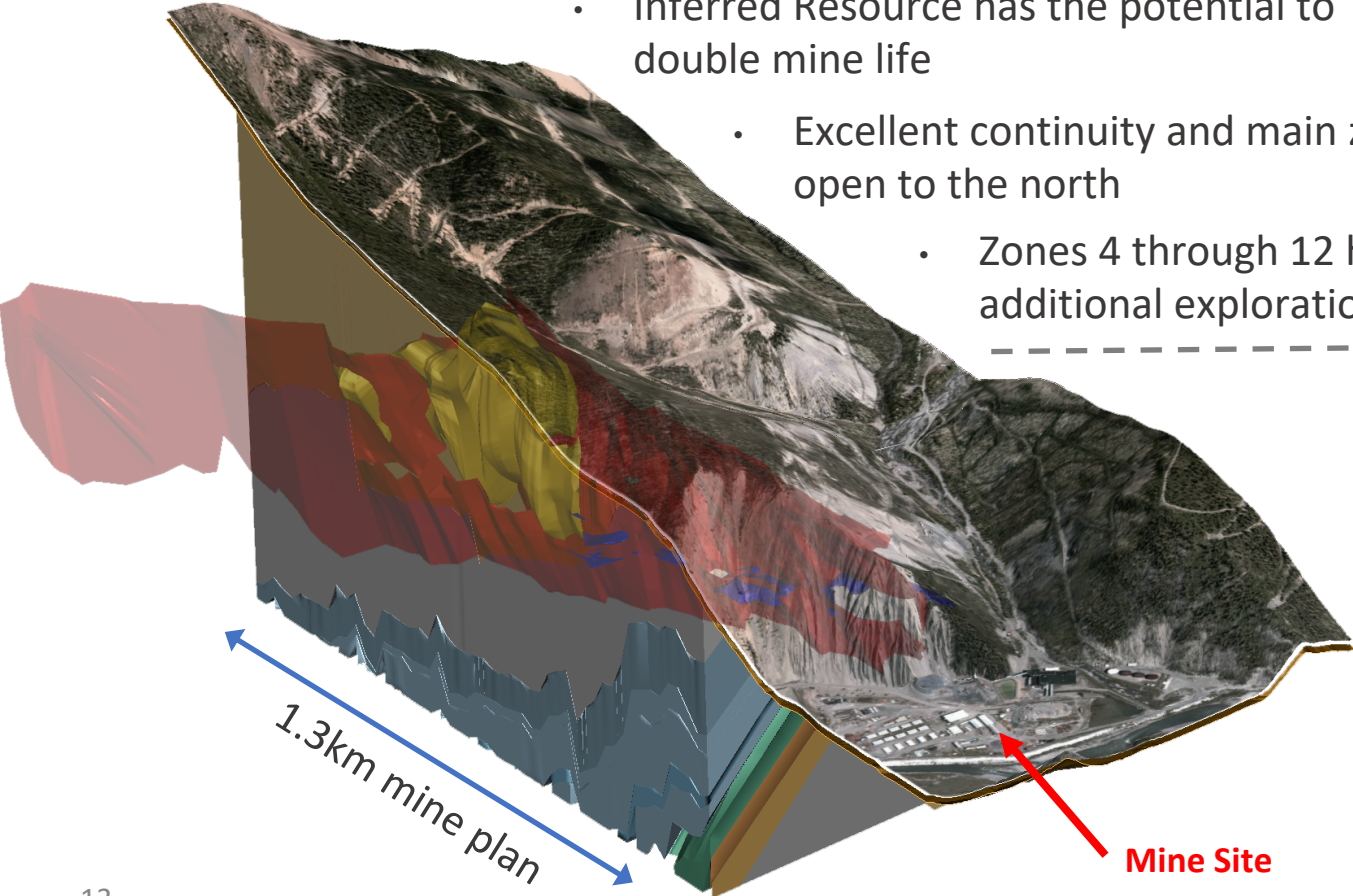 • Inferred Resource has the potential to
double mine life
• Excellent continuity and main
open to the north
• Zones 4 through 12
additional
1.3km mine plan
Mine Site